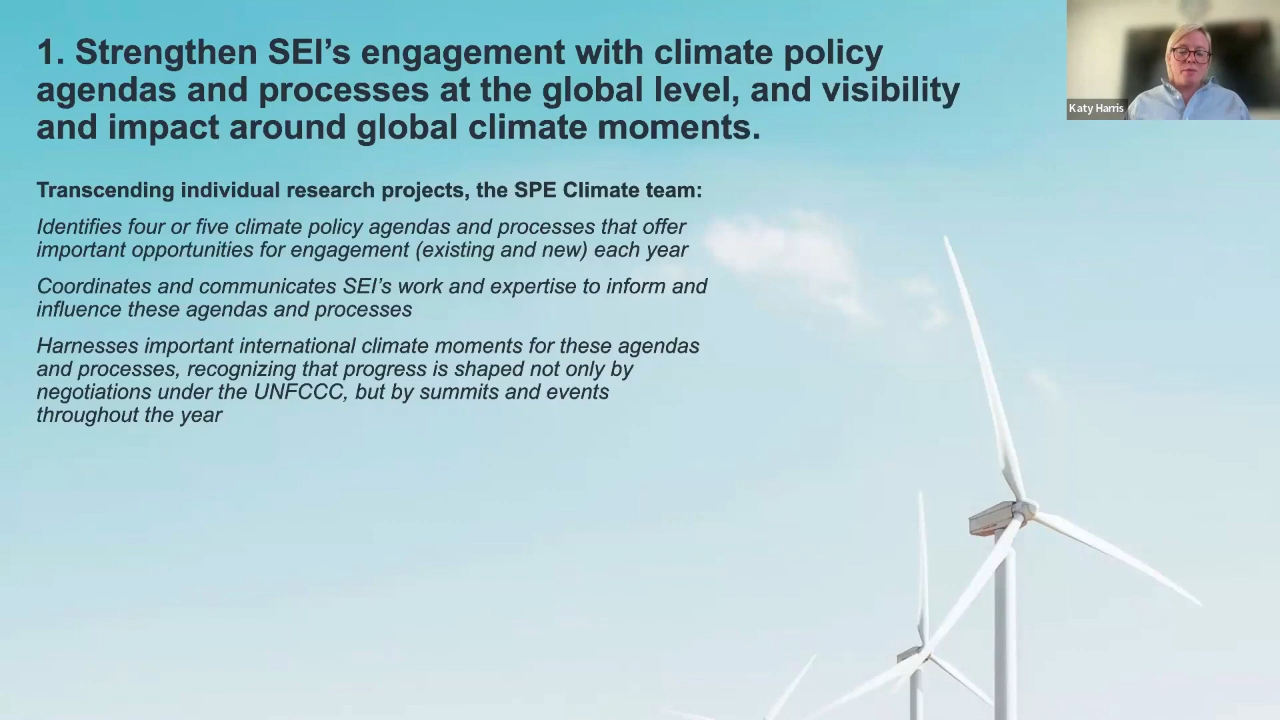 1. Strengthen SEI’s engagement with climate policy
agendas and processes at the global level, and visibility
and impact around global climate moments.
Katy Harris
Transcending individual research projects, the SPE Climate team:
Identifies four or five climate policy agendas and processes that offer
important opportunities for engagement (existing and new) each year
Coordinates and communicates SEI’s work and expertise to inform and
influence these agendas and processes
Harnesses important international climate moments for these agendas
and processes, recognizing that progress is shaped not only by
negotiations under the UNFCCC, but by summits and events
throughout the year